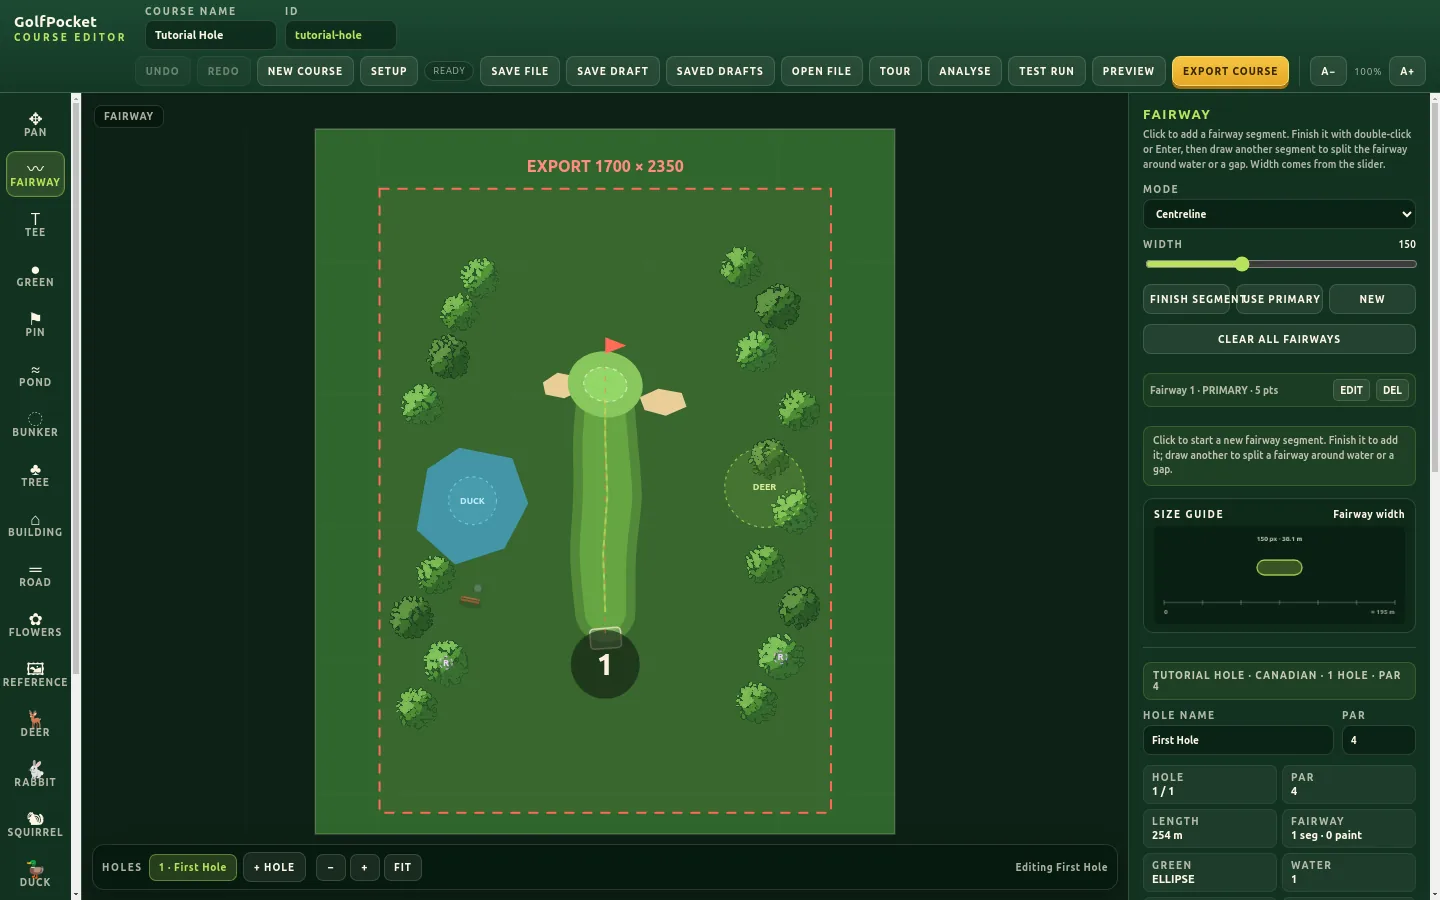 GolfPocket
COURSE EDITOR
COURSE NAME
ID
Tutorial Hole
tutorial-hole
UNDO
REDO
NEW COURSE
SETUP
READY
SAVE FILE
SAVE DRAFT
SAVED DRAFTS
OPEN FILE
TOUR
ANALYSE
TEST RUN
PREVIEW
EXPORT COURSE
A−
100%
A+
PAN
FAIRWAY
TEE
GREEN
PIN
POND
BUNKER
TREE
BUILDING
ROAD
FLOWERS
REFERENCE
DEER
RABBIT
SQUIRREL
DUCK
FAIRWAY
EXPORT 1700 × 2350
DUCK
DEER
R
R
1
HOLES
1 · First Hole
+ HOLE
−
+
FIT
Editing First Hole
FAIRWAY
Click to add a fairway segment. Finish it with double-click
or Enter, then draw another segment to split the fairway
around water or a gap. Width comes from the slider.
MODE
Centreline
WIDTH
150
FINISH SEGMENT
USE PRIMARY
NEW
CLEAR ALL FAIRWAYS
Fairway 1 · PRIMARY · 5 pts
EDIT
DEL
Click to start a new fairway segment. Finish it to add
it; draw another to split a fairway around water or a
gap.
SIZE GUIDE
Fairway width
150 px · 38.1 m
0
≈ 195 m
TUTORIAL HOLE · CANADIAN · 1 HOLE · PAR
4
HOLE NAME
PAR
First Hole
4
HOLE
1 / 1
PAR
4
LENGTH
254 m
FAIRWAY
1 seg · 0 paint
GREEN
ELLIPSE
WATER
1